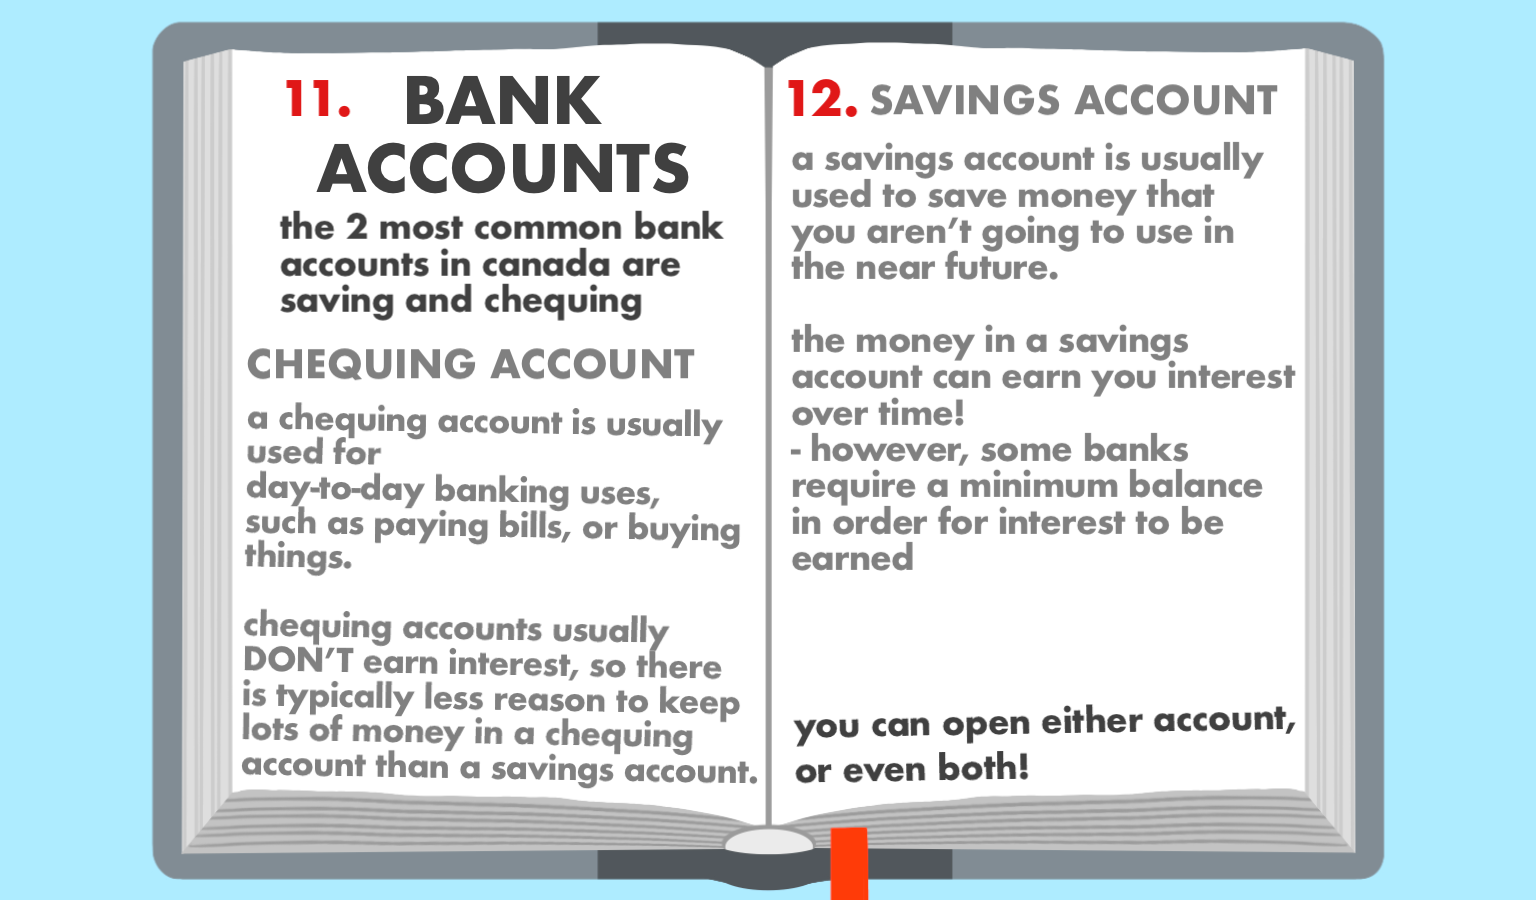 11. BANK
ACCOUNTS
the 2 most common bank
accounts in canada are
saving and chequing
CHEQUING ACCOUNT
a chequing account is usually
used for
day-to-day banking uses,
such as paying bills, or buying
things.
chequing accounts usually
DON'T earn interest, so there
is typically less reason to keep
lots of money in a chequing
account than a savings account.
12. SAVINGS ACCOUNT
a savings account is usually
used to save money that
you aren't going to use in
the near future.
the money in a savings
account can earn you interest
over time!
- however, some banks
require a minimum balance
in order for interest to be
earned
you can open either account,
or even both!